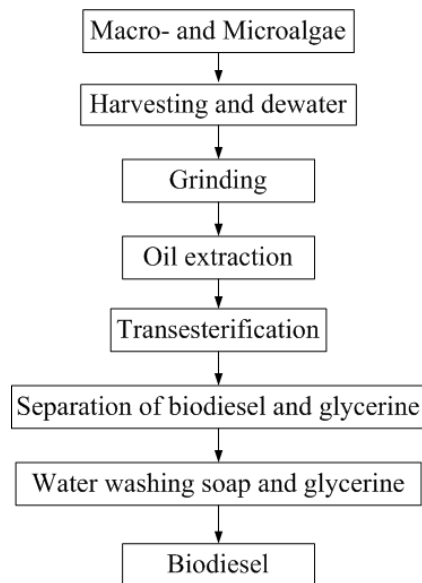 Macro- and Microalgae
Harvesting and dewater
Grinding
Oil extraction
Transesterification
Separation of biodiesel and glycerine
Water washing soap and glycerine
Biodiesel